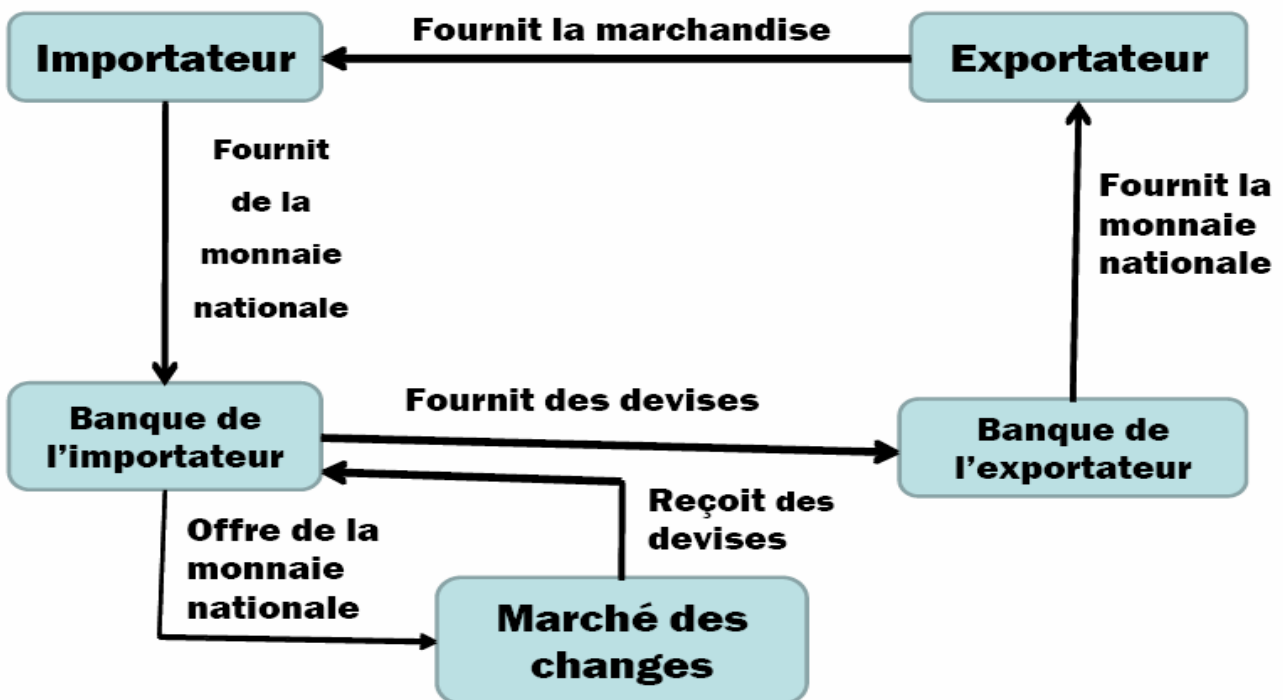 Fournit la marchandise
Importateur
Exportateur
Fournit
de la
monnaie
nationale
Fournit la
monnaie
nationale
Fournit des devises
Banque de
l'importateur
Banque de
l'exportateur
Reçoit des
devises
Offre de la
monnaie
nationale
Marché des
changes